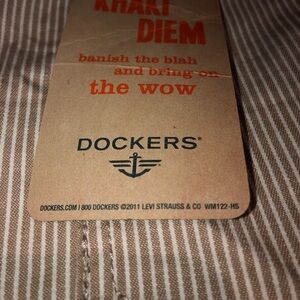 KHAKI
DIEM
banish the blah
and bring on
the wow
DOCKERS®
DOCKERS.COM | 800 DOCKERS ©2011 LEVI STRAUSS & CO WM122-H5